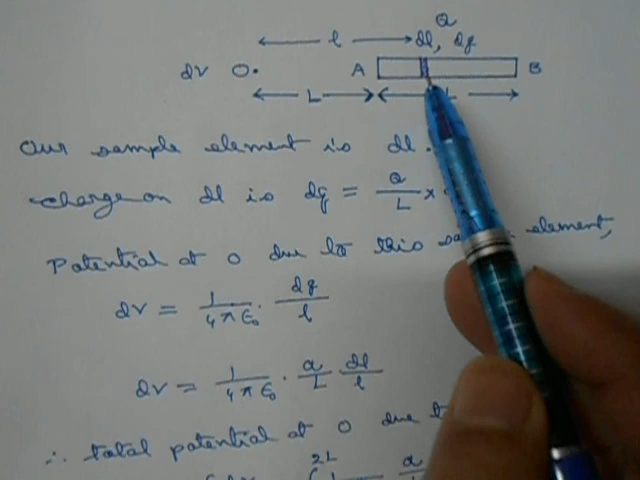 Q
l dl, dq
dV O. A B
L L
Our sample element is dl.
charge on dl is dq = Q/L ×
Potential at O due to this element,
dV = 1/4πε₀ · dq/l
dV = 1/4πε₀ · Q/L · dl/l
∴ total potential at O due
2L